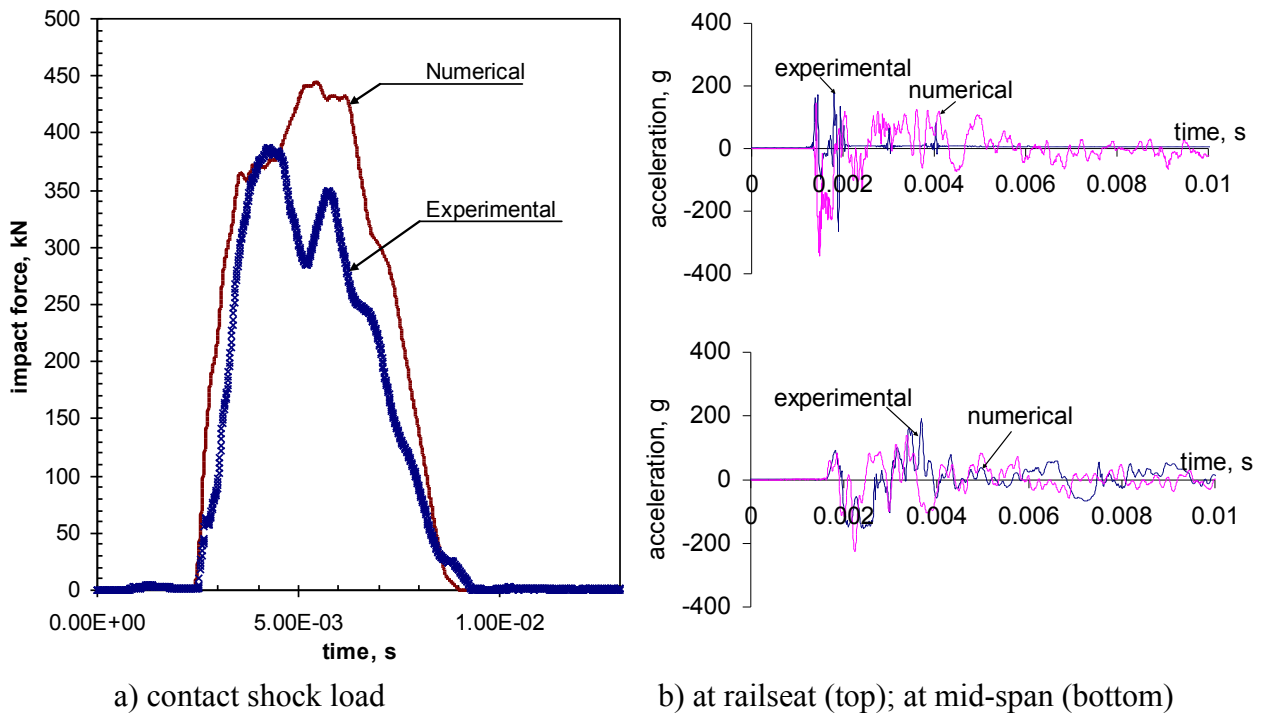 500
450
400
350
300
250
200
150
100
50
0
impact force, kN
Numerical
Experimental
0.00E+00
5.00E-03
1.00E-02
time, s
a) contact shock load
400
200
0
-200
-400
acceleration, g
experimental
numerical
time, s
0
0.002
0.004
0.006
0.008
0.01
400
200
0
-200
-400
acceleration, g
experimental
numerical
time, s
0
0.002
0.004
0.006
0.008
0.01
b) at railseat (top); at mid-span (bottom)